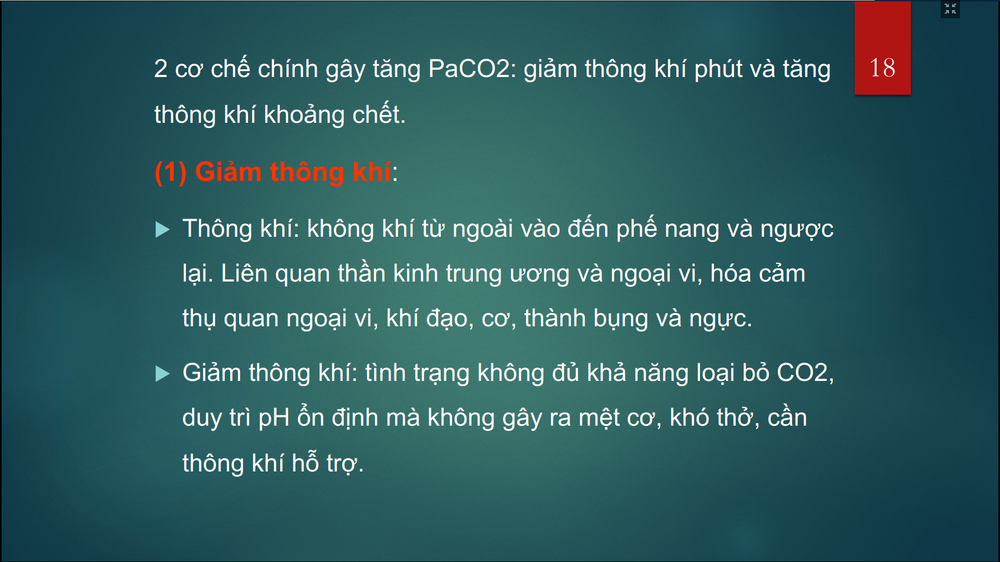 2 cơ chế chính gây tăng PaCO2: giảm thông khí phút và tăng
thông khí khoảng chết.
18
(1) Giảm thông khí:
Thông khí: không khí từ ngoài vào đến phế nang và ngược
lại. Liên quan thần kinh trung ương và ngoại vi, hóa cảm
thụ quan ngoại vi, khí đạo, cơ, thành bụng và ngực.
Giảm thông khí: tình trạng không đủ khả năng loại bỏ CO2,
duy trì pH ổn định mà không gây ra mệt cơ, khó thở, cần
thông khí hỗ trợ.